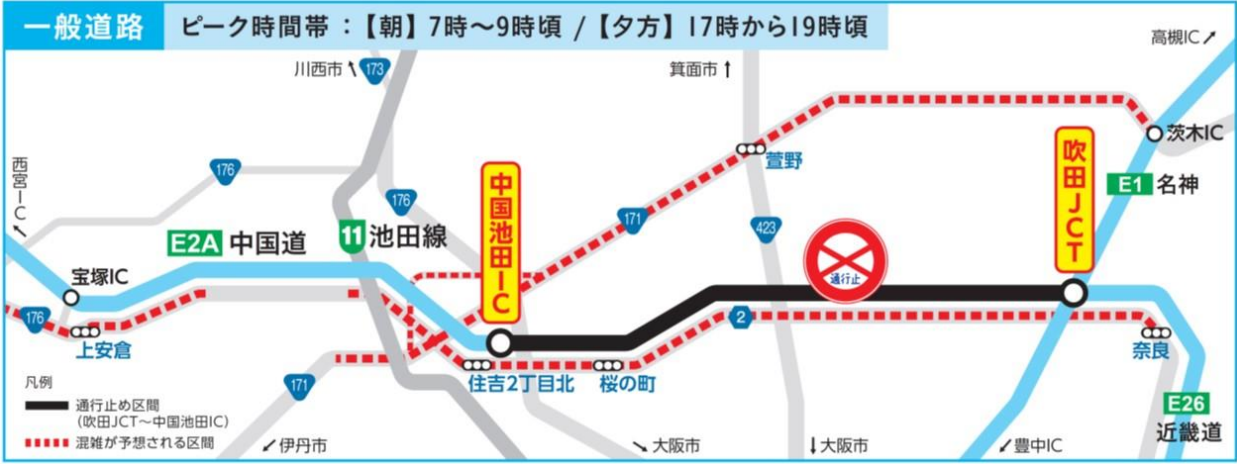 一般道路
ピーク時間帯：【朝】7時〜9時頃 /【夕方】17時から19時頃
高槻IC
川西市
173
箕面市
茨木IC
西宮IC
176
萱野
吹田JCT
E1 名神
中国池田IC
176
171
423
E2A 中国道
11 池田線
宝塚IC
通行止
176
上安倉
2
奈良
住吉2丁目北
桜の町
凡例
通行止め区間
(吹田JCT〜中国池田IC)
混雑が予想される区間
171
E26
近畿道
伊丹市
大阪市
大阪市
豊中IC